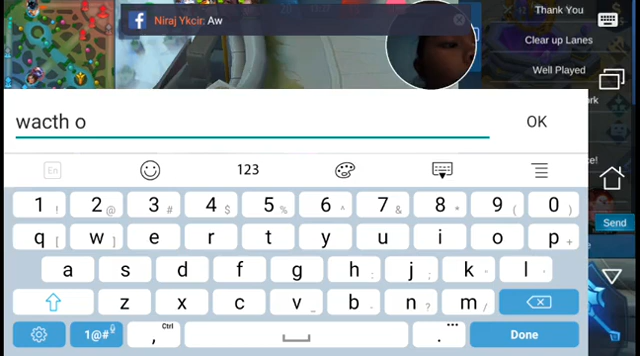 Niraj Ykcir: Aw
Thank You
Clear up Lanes
Well Played
wacth o
OK
En
123
1 ! 2 @ 3 # 4 $ 5 % 6 ^ 7 & 8 * 9 ( 0 )
q [ w ] e r t y u i o p +
a s d f g h : j ; k " l '
z x c v _ b - n ? m /
1@# , Ctrl . ... Done
Send